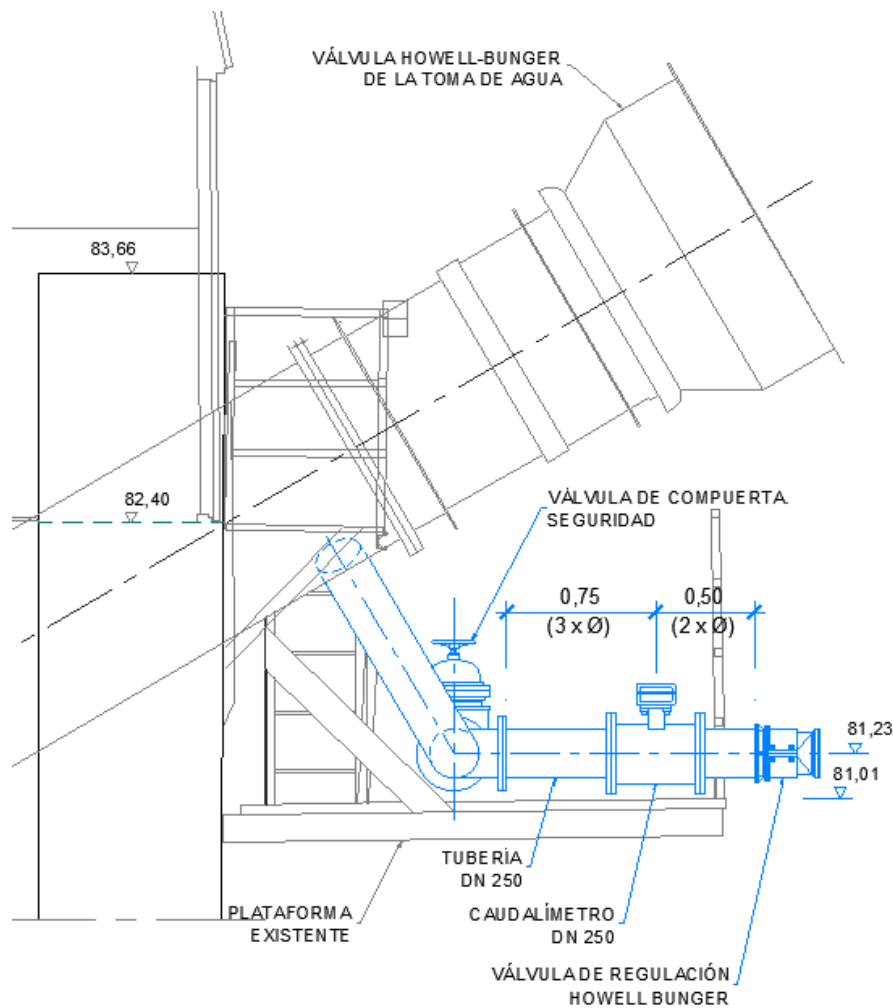 VÁLVULA HOWELL-BUNGER
DE LA TOMA DE AGUA
83,66
82,40
VÁLVULA DE COMPUERTA.
SEGURIDAD
0,75
(3 x Ø)
0,50
(2 x Ø)
81,23
81,01
TUBERÍA
DN 250
PLATAFORMA
EXISTENTE
CAUDALÍMETRO
DN 250
VÁLVULA DE REGULACIÓN
HOWELL BUNGER